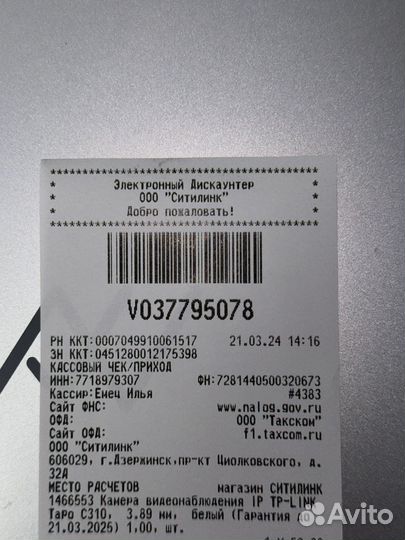 ****************************************
* Электронный Дискаунтер *
* ООО "Ситилинк" *
* Добро пожаловать! *
****************************************
V037795078
РН ККТ:0007049910061517 21.03.24 14:16
ЗН ККТ:0451280012175398
КАССОВЫЙ ЧЕК/ПРИХОД
ИНН:7718979307 ФН:7281440500320673
Кассир:Емец Илья #4383
Сайт ФНС: www.nalog.gov.ru
ОФД: ООО "Такском"
Сайт ОФД: f1.taxcom.ru
ООО "Ситилинк"
606029, г.Дзержинск,пр-кт Циолковского, д.
32А
МЕСТО РАСЧЕТОВ магазин СИТИЛИНК
1466553 Камера видеонаблюдения IP TP-LINK
Tapo C310, 3.89 мм, белый (Гарантия до
21.03.2025) 1,00, шт.
Avito